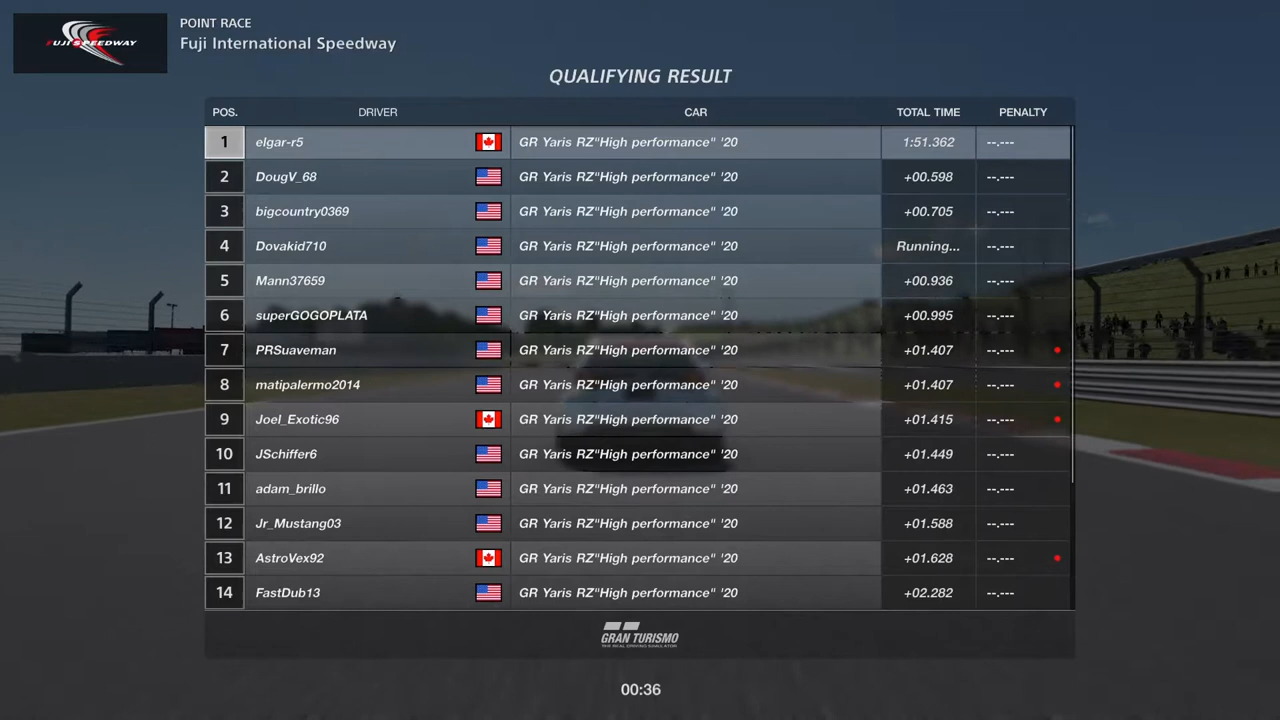 FUJI SPEEDWAY
POINT RACE
Fuji International Speedway
QUALIFYING RESULT
POS. DRIVER CAR TOTAL TIME PENALTY
1 elgar-r5 GR Yaris RZ"High performance" '20 1:51.362 --.---
2 DougV_68 GR Yaris RZ"High performance" '20 +00.598 --.---
3 bigcountry0369 GR Yaris RZ"High performance" '20 +00.705 --.---
4 Dovakid710 GR Yaris RZ"High performance" '20 Running... --.---
5 Mann37659 GR Yaris RZ"High performance" '20 +00.936 --.---
6 superGOGOPLATA GR Yaris RZ"High performance" '20 +00.995 --.---
7 PRSuaveman GR Yaris RZ"High performance" '20 +01.407 --.---
8 matipalermo2014 GR Yaris RZ"High performance" '20 +01.407 --.---
9 Joel_Exotic96 GR Yaris RZ"High performance" '20 +01.415 --.---
10 JSchiffer6 GR Yaris RZ"High performance" '20 +01.449 --.---
11 adam_brillo GR Yaris RZ"High performance" '20 +01.463 --.---
12 Jr_Mustang03 GR Yaris RZ"High performance" '20 +01.588 --.---
13 AstroVex92 GR Yaris RZ"High performance" '20 +01.628 --.---
14 FastDub13 GR Yaris RZ"High performance" '20 +02.282 --.---
GRAN TURISMO
THE REAL DRIVING SIMULATOR
00:36